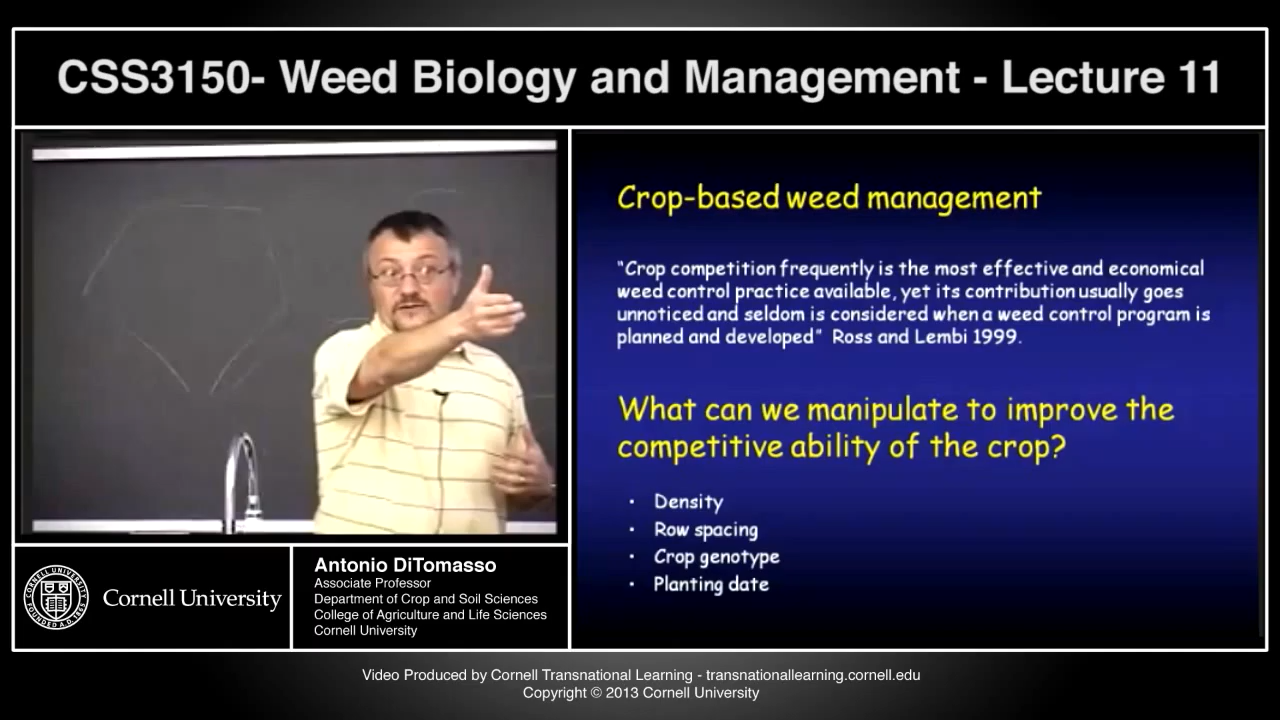 CSS3150- Weed Biology and Management - Lecture 11
Crop-based weed management
"Crop competition frequently is the most effective and economical
weed control practice available, yet its contribution usually goes
unnoticed and seldom is considered when a weed control program is
planned and developed" Ross and Lembi 1999.
What can we manipulate to improve the
competitive ability of the crop?
• Density
• Row spacing
• Crop genotype
• Planting date
Cornell University
Antonio DiTomasso
Associate Professor
Department of Crop and Soil Sciences
College of Agriculture and Life Sciences
Cornell University
Video Produced by Cornell Transnational Learning - transnationallearning.cornell.edu
Copyright © 2013 Cornell University